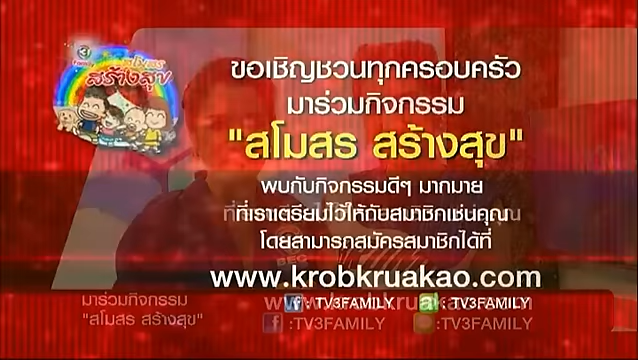 สโมสร
สร้างสุข
ขอเชิญชวนทุกครอบครัว
มาร่วมกิจกรรม
"สโมสร สร้างสุข"
พบกับกิจกรรมดีๆ มากมาย
ที่เราเตรียมไว้ให้กับสมาชิกเช่นคุณ
โดยสามารถสมัครสมาชิกได้ที่
www.krobkruakao.com
f :TV3FAMILY :TV3FAMILY
มาร่วมกิจกรรม
"สโมสร สร้างสุข"
f :TV3FAMILY :TV3FAMILY